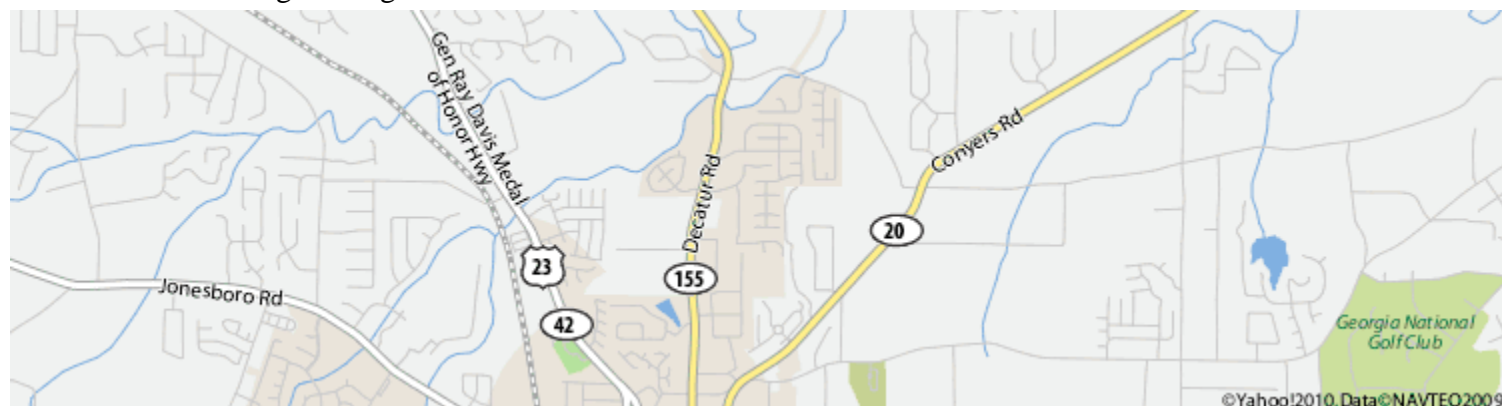 Gen Ray Davis Medal
of Honor Hwy
Conyers Rd
Decatur Rd
20
23
155
Jonesboro Rd
42
Georgia National
Golf Club
©Yahoo!2010,Data©NAVTEQ2009